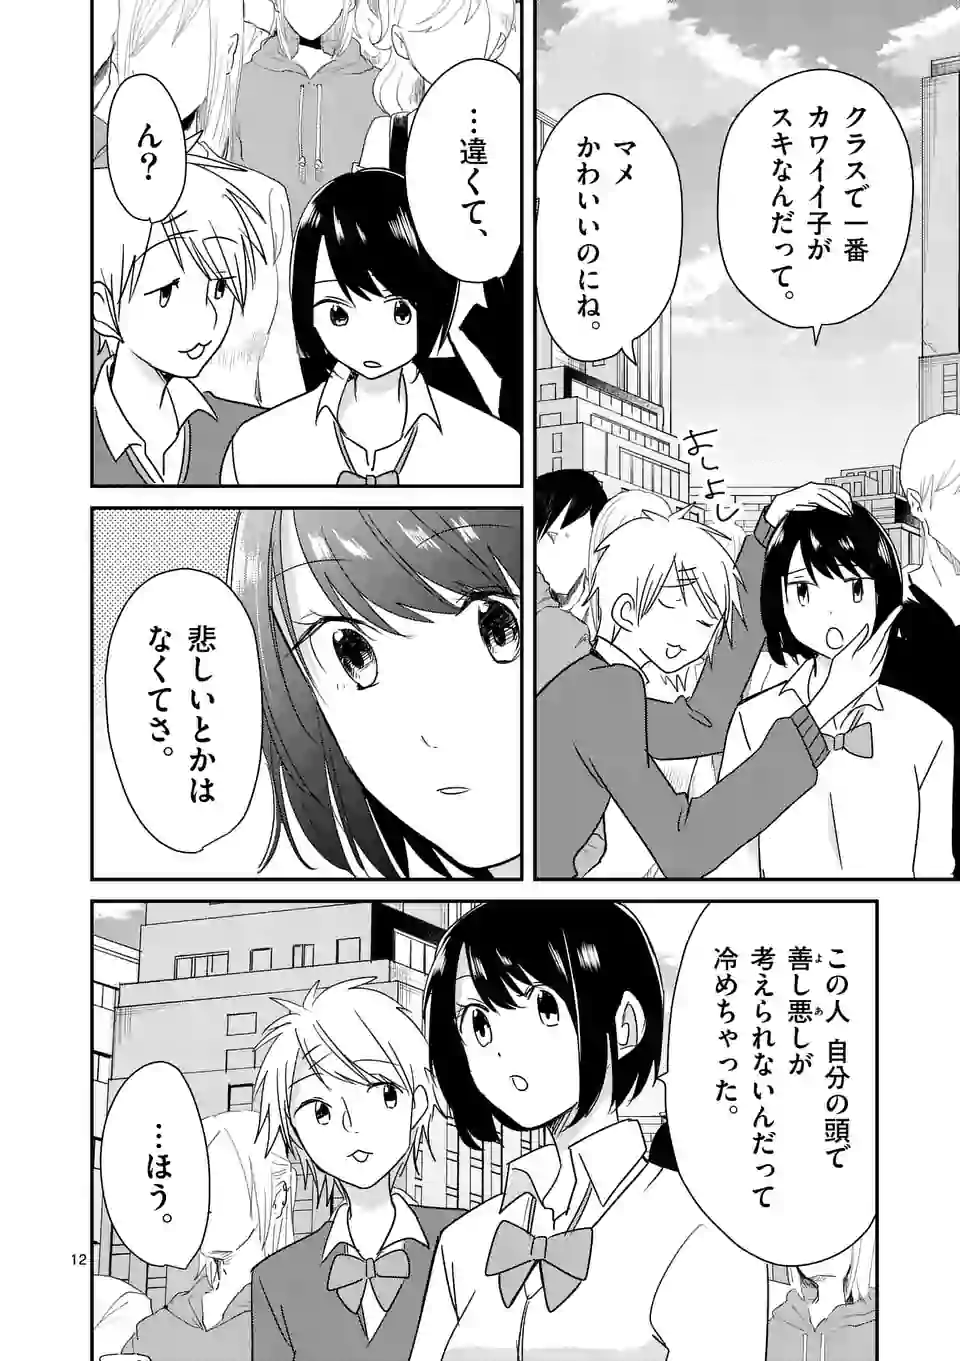 クラスで一番
カワイイ子が
スキなんだって。
マメ
かわいいのにね。
よしよし
…違くて、
ん?
悲しいとかは
なくてさ。
この人 自分の頭で
善し悪しが
考えられないんだって
冷めちゃった。
…ほう。
12